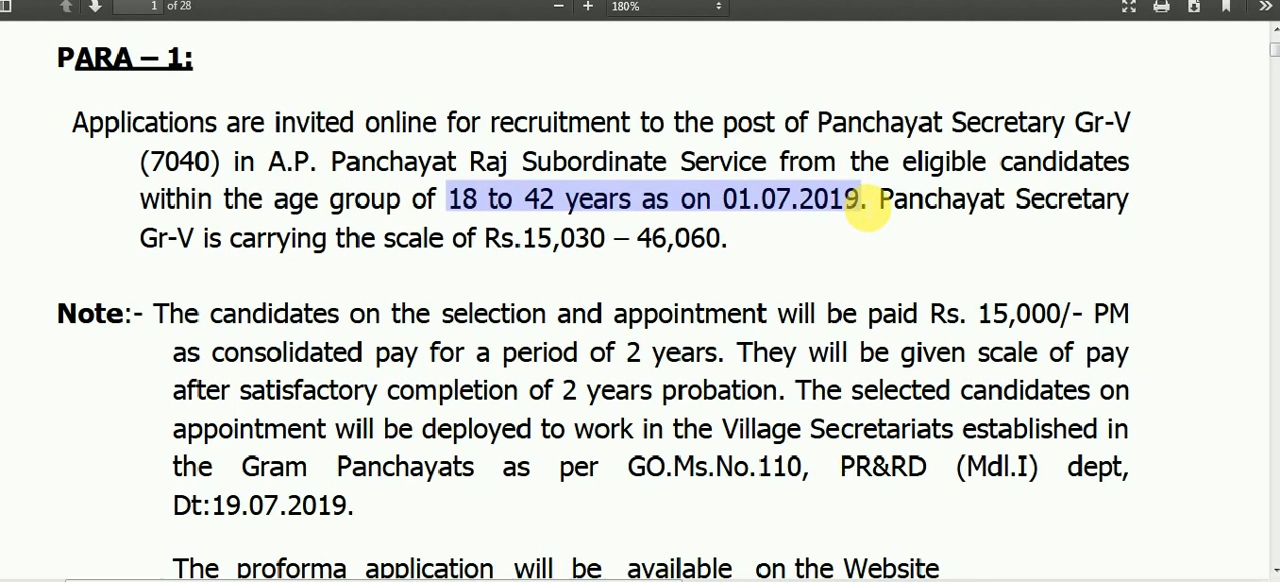 1 of 28
180%
PARA – 1:
Applications are invited online for recruitment to the post of Panchayat Secretary Gr-V
(7040) in A.P. Panchayat Raj Subordinate Service from the eligible candidates
within the age group of 18 to 42 years as on 01.07.2019. Panchayat Secretary
Gr-V is carrying the scale of Rs.15,030 – 46,060.
Note:- The candidates on the selection and appointment will be paid Rs. 15,000/- PM
as consolidated pay for a period of 2 years. They will be given scale of pay
after satisfactory completion of 2 years probation. The selected candidates on
appointment will be deployed to work in the Village Secretariats established in
the Gram Panchayats as per GO.Ms.No.110, PR&RD (Mdl.I) dept,
Dt:19.07.2019.
The proforma application will be available on the Website